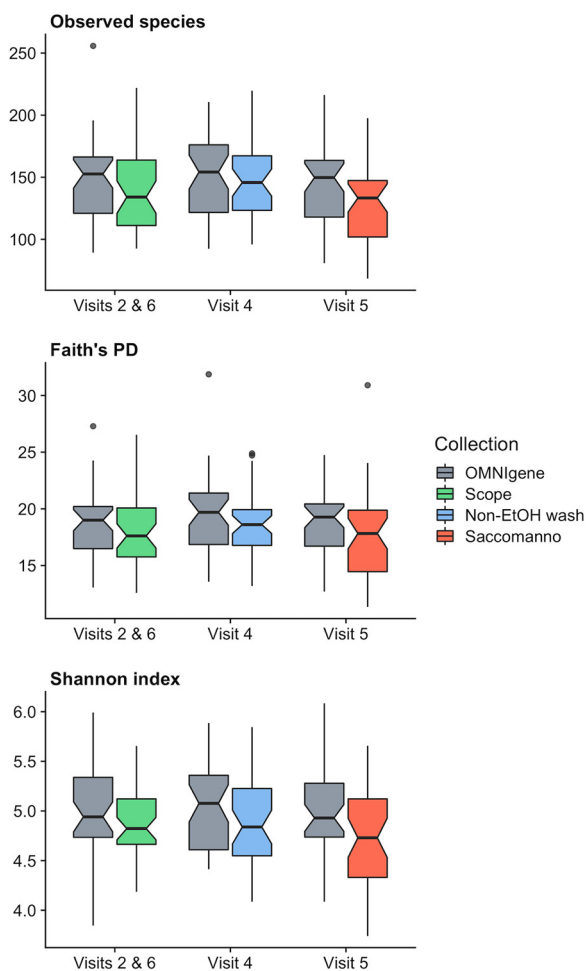 Observed species
250
200
150
100
Visits 2 & 6 Visit 4 Visit 5
Faith's PD
30
25
20
15
Visits 2 & 6 Visit 4 Visit 5
Collection
OMNIgene
Scope
Non-EtOH wash
Saccomanno
Shannon index
6.0
5.5
5.0
4.5
4.0
Visits 2 & 6 Visit 4 Visit 5